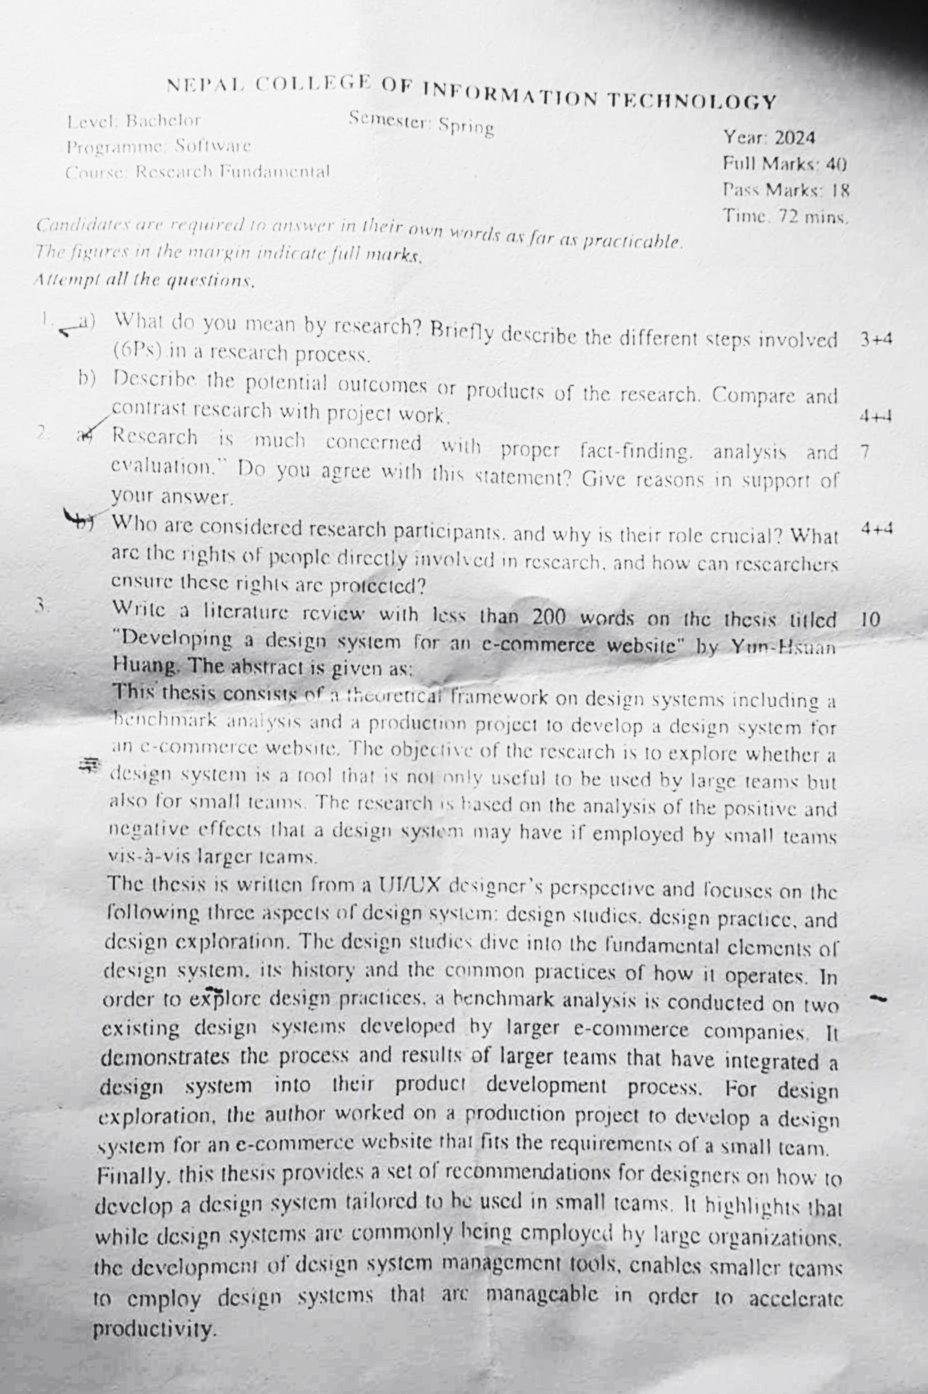 NEPAL COLLEGE OF INFORMATION TECHNOLOGY
Level: Bachelor Semester: Spring Year: 2024
Programme: Software Full Marks: 40
Course: Research Fundamental Pass Marks: 18
Time. 72 mins.
Candidates are required to answer in their own words as far as practicable.
The figures in the margin indicate full marks.
Attempt all the questions.
1. a) What do you mean by research? Briefly describe the different steps involved 3+4
(6Ps) in a research process.
b) Describe the potential outcomes or products of the research. Compare and
contrast research with project work. 4+4
2. a) Research is much concerned with proper fact-finding, analysis and 7
evaluation." Do you agree with this statement? Give reasons in support of
your answer.
b) Who are considered research participants, and why is their role crucial? What 4+4
are the rights of people directly involved in research, and how can researchers
ensure these rights are protected?
3. Write a literature review with less than 200 words on the thesis titled 10
"Developing a design system for an e-commerce website" by Yun-Hsuan
Huang. The abstract is given as:
This thesis consists of a theoretical framework on design systems including a
benchmark analysis and a production project to develop a design system for
an e-commerce website. The objective of the research is to explore whether a
design system is a tool that is not only useful to be used by large teams but
also for small teams. The research is based on the analysis of the positive and
negative effects that a design system may have if employed by small teams
vis-à-vis larger teams.
The thesis is written from a UI/UX designer's perspective and focuses on the
following three aspects of design system: design studies, design practice, and
design exploration. The design studies dive into the fundamental elements of
design system, its history and the common practices of how it operates. In
order to explore design practices, a benchmark analysis is conducted on two
existing design systems developed by larger e-commerce companies. It
demonstrates the process and results of larger teams that have integrated a
design system into their product development process. For design
exploration, the author worked on a production project to develop a design
system for an e-commerce website that fits the requirements of a small team.
Finally, this thesis provides a set of recommendations for designers on how to
develop a design system tailored to be used in small teams. It highlights that
while design systems are commonly being employed by large organizations,
the development of design system management tools, enables smaller teams
to employ design systems that are manageable in order to accelerate
productivity.